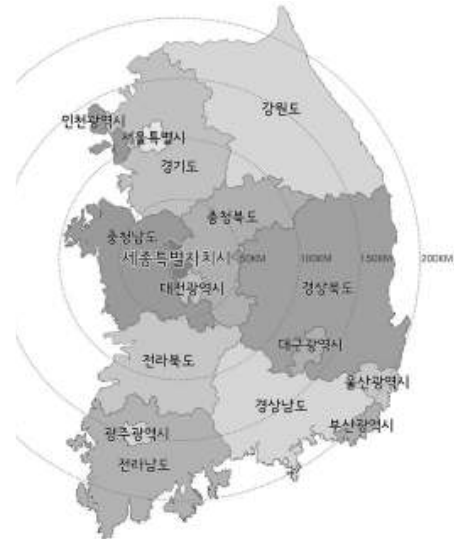 강원도
인천광역시
서울특별시
경기도
충청북도
충청남도
세종특별자치시
50KM 100KM 150KM 200KM
대전광역시
경상북도
대구광역시
전라북도
울산광역시
경상남도
부산광역시
광주광역시
전라남도